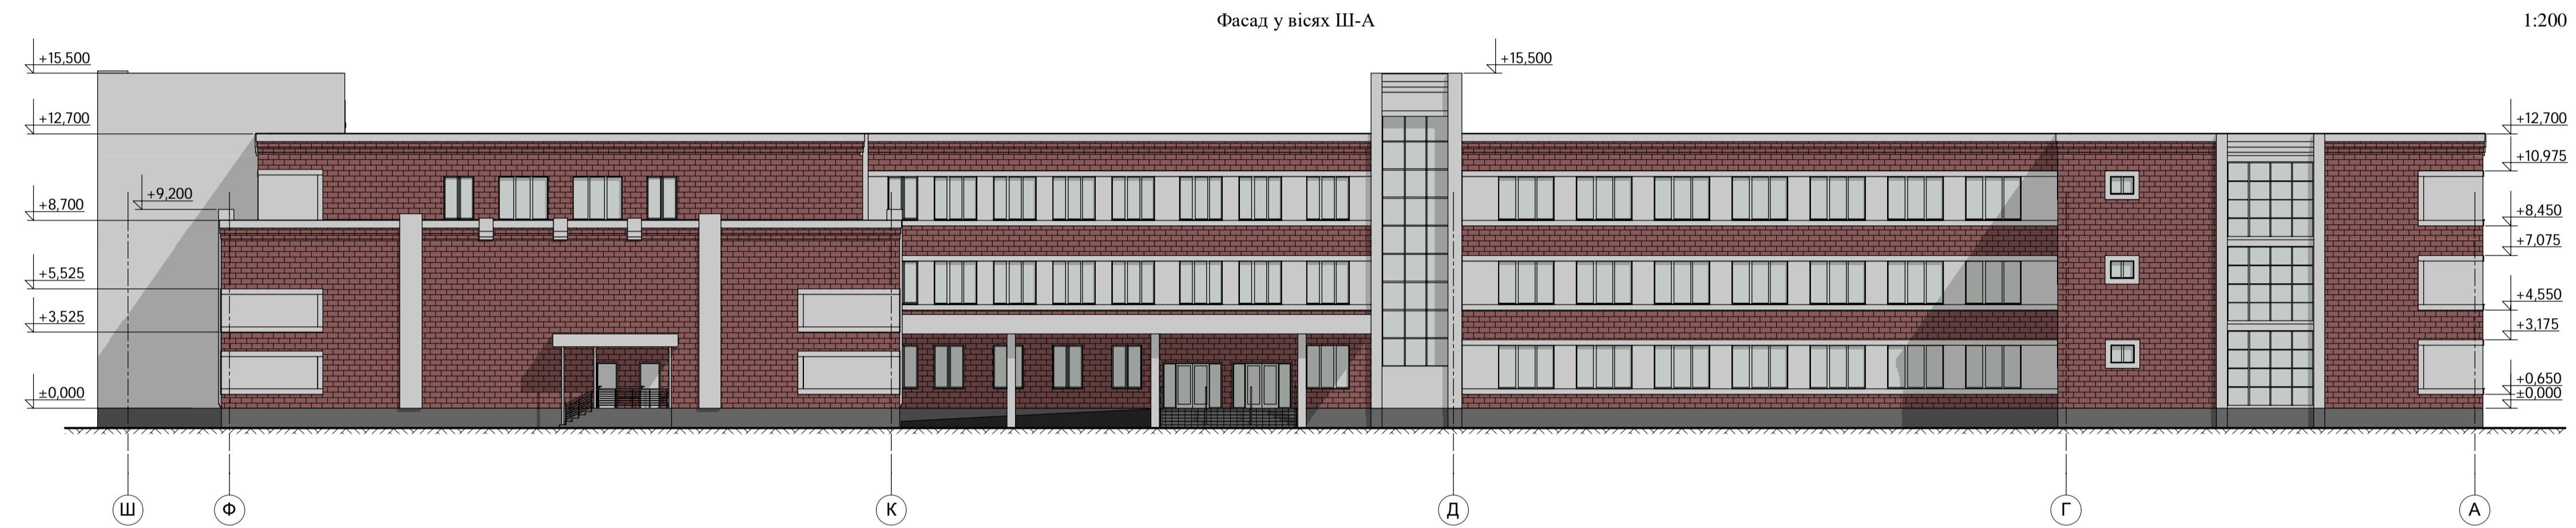 Фасад у вісях Ш-А
1:200
+15,500
+15,500
+12,700
+12,700
+10,975
+9,200
+8,700
+8,450
+7,075
+5,525
+4,550
+3,525
+3,175
+0,650
±0,000
±0,000
Ш
Ф
К
Д
Г
А